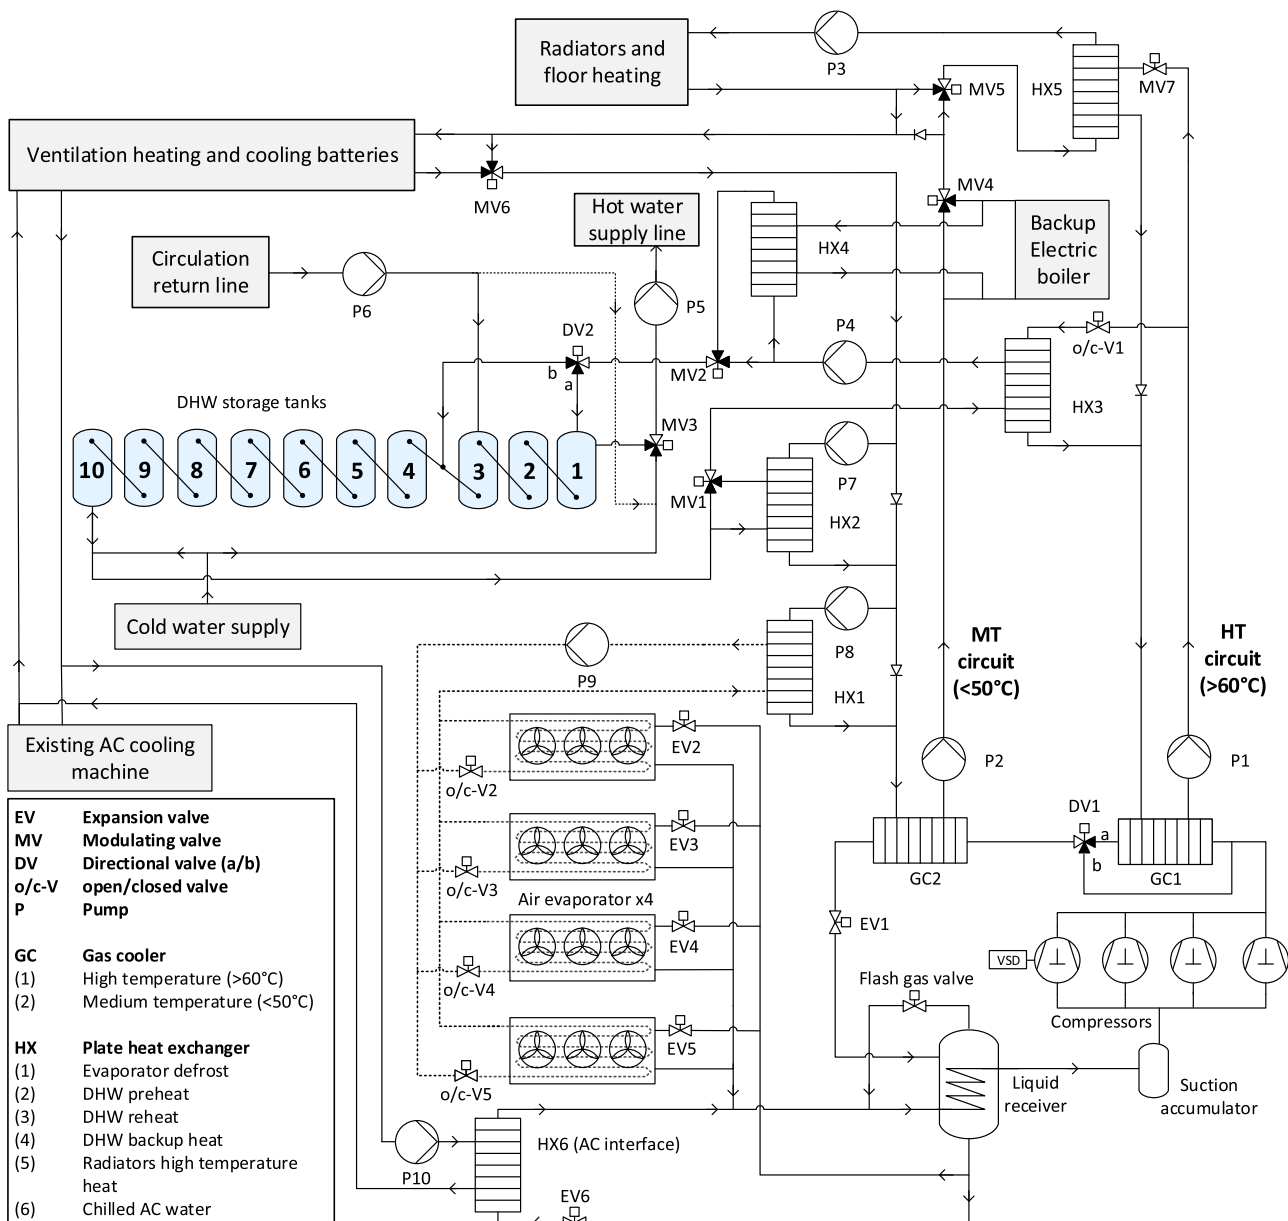 Radiators and
floor heating
P3
HX5
MV7
MV5
Ventilation heating and cooling batteries
MV6
MV4
Hot water
supply line
HX4
Backup
Electric
boiler
Circulation
return line
P6
P5
DV2
b
a
MV2
P4
o/c-V1
HX3
DHW storage tanks
MV3
10
9
8
7
6
5
4
3
2
1
MV1
P7
HX2
Cold water supply
P9
P8
HX1
MT
circuit
(<50°C)
HT
circuit
(>60°C)
Existing AC cooling
machine
EV2
o/c-V2
P2
P1
EV3
o/c-V3
Air evaporator x4
DV1
a
b
GC2
GC1
EV4
o/c-V4
EV1
VSD
Flash gas valve
Compressors
EV5
o/c-V5
Liquid
receiver
Suction
accumulator
P10
HX6 (AC interface)
EV6
EV Expansion valve
MV Modulating valve
DV Directional valve (a/b)
o/c-V open/closed valve
P Pump
GC Gas cooler
(1) High temperature (>60°C)
(2) Medium temperature (<50°C)
HX Plate heat exchanger
(1) Evaporator defrost
(2) DHW preheat
(3) DHW reheat
(4) DHW backup heat
(5) Radiators high temperature
heat
(6) Chilled AC water